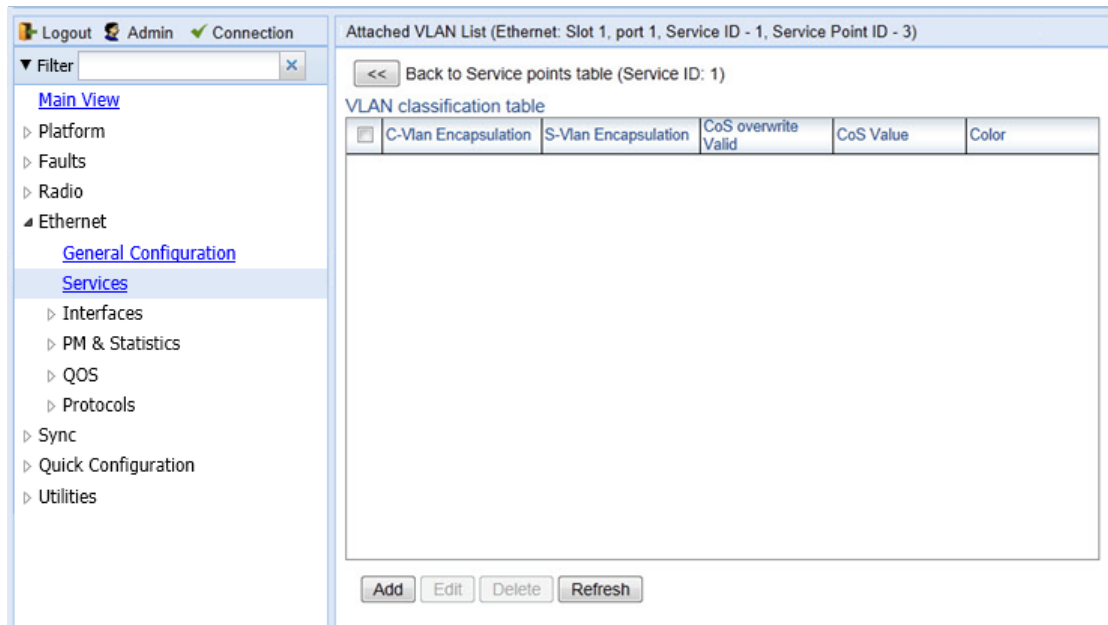 Logout Admin Connection
Filter
Main View
Platform
Faults
Radio
Ethernet
General Configuration
Services
Interfaces
PM & Statistics
QOS
Protocols
Sync
Quick Configuration
Utilities
Attached VLAN List (Ethernet: Slot 1, port 1, Service ID - 1, Service Point ID - 3)
<< Back to Service points table (Service ID: 1)
VLAN classification table
C-Vlan Encapsulation S-Vlan Encapsulation CoS overwrite Valid CoS Value Color
Add Edit Delete Refresh